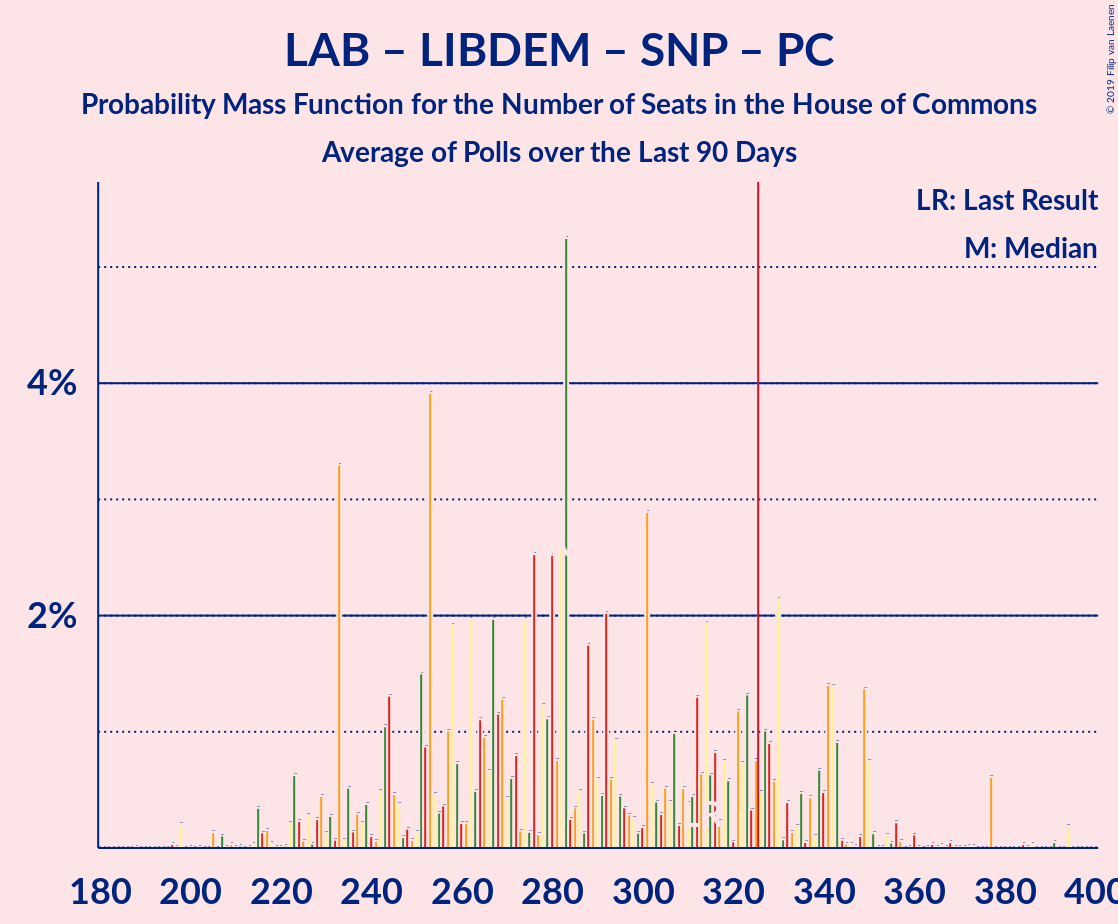 LAB – LIBDEM – SNP – PC
Probability Mass Function for the Number of Seats in the House of Commons
Average of Polls over the Last 90 Days
© 2019 Filip van Laenen
LR: Last Result
M: Median
4%
2%
180 200 220 240 260 280 300 320 340 360 380 400